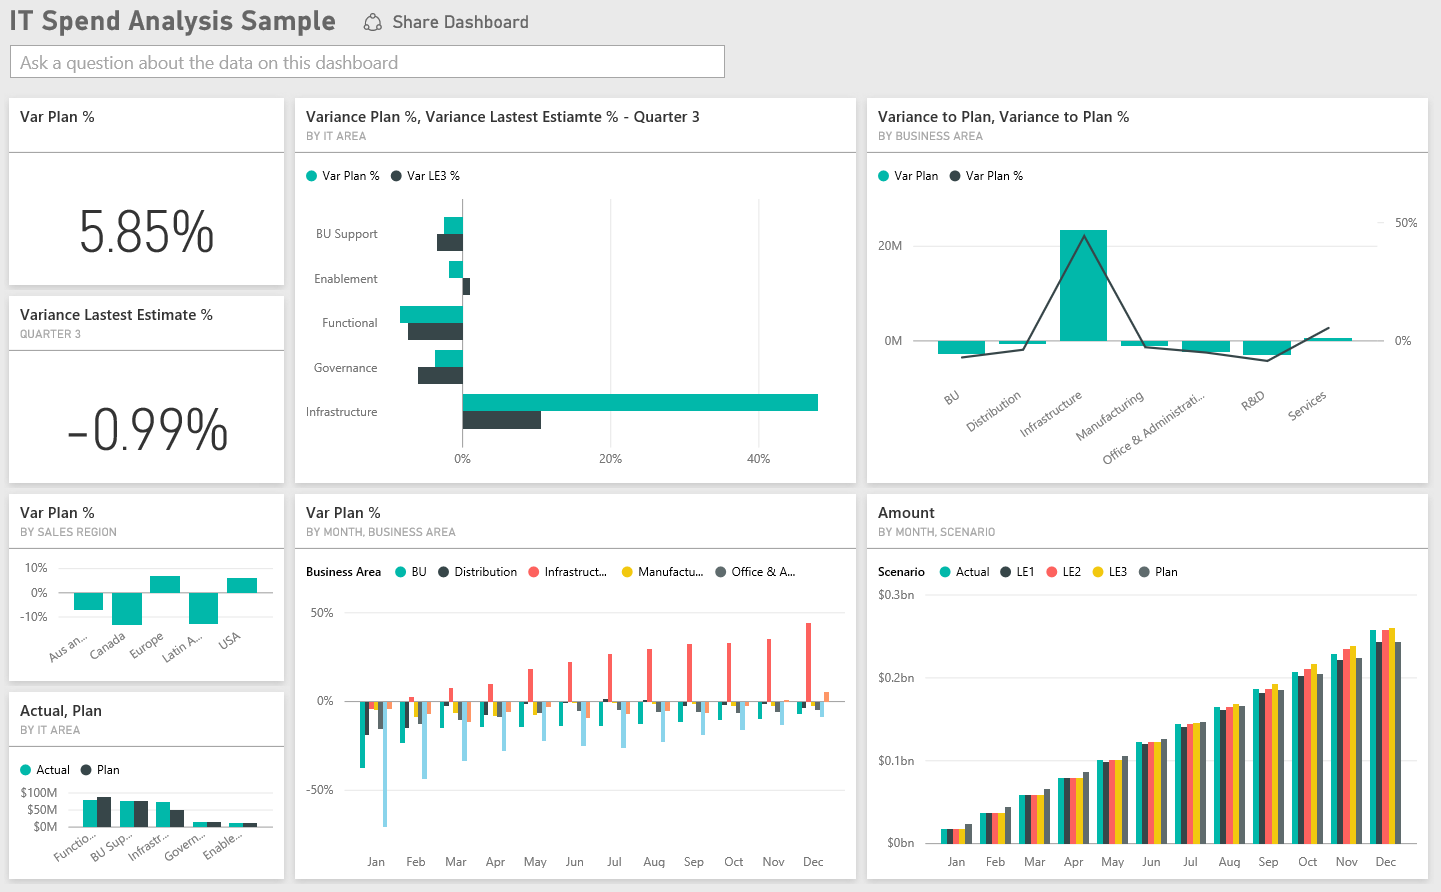 IT Spend Analysis Sample
Share Dashboard
Ask a question about the data on this dashboard
Var Plan %
5.85%
Variance Lastest Estimate %
QUARTER 3
-0.99%
Variance Plan %, Variance Lastest Estiamte % - Quarter 3
BY IT AREA
Var Plan % Var LE3 %
BU Support
Enablement
Functional
Governance
Infrastructure
0% 20% 40%
Variance to Plan, Variance to Plan %
BY BUSINESS AREA
Var Plan Var Plan %
50%
20M
0M 0%
BU Distribution Infrastructure Manufacturing Office & Administrati... R&D Services
Var Plan %
BY SALES REGION
10%
0%
-10%
Aus an... Canada Europe Latin A... USA
Actual, Plan
BY IT AREA
Actual Plan
$100M
$50M
$0M
Functio... BU Sup... Infrastr... Govern... Enable...
Var Plan %
BY MONTH, BUSINESS AREA
Business Area BU Distribution Infrastruct... Manufactu... Office & A...
50%
0%
-50%
Jan Feb Mar Apr May Jun Jul Aug Sep Oct Nov Dec
Amount
BY MONTH, SCENARIO
Scenario Actual LE1 LE2 LE3 Plan
$0.3bn
$0.2bn
$0.1bn
$0bn
Jan Feb Mar Apr May Jun Jul Aug Sep Oct Nov Dec